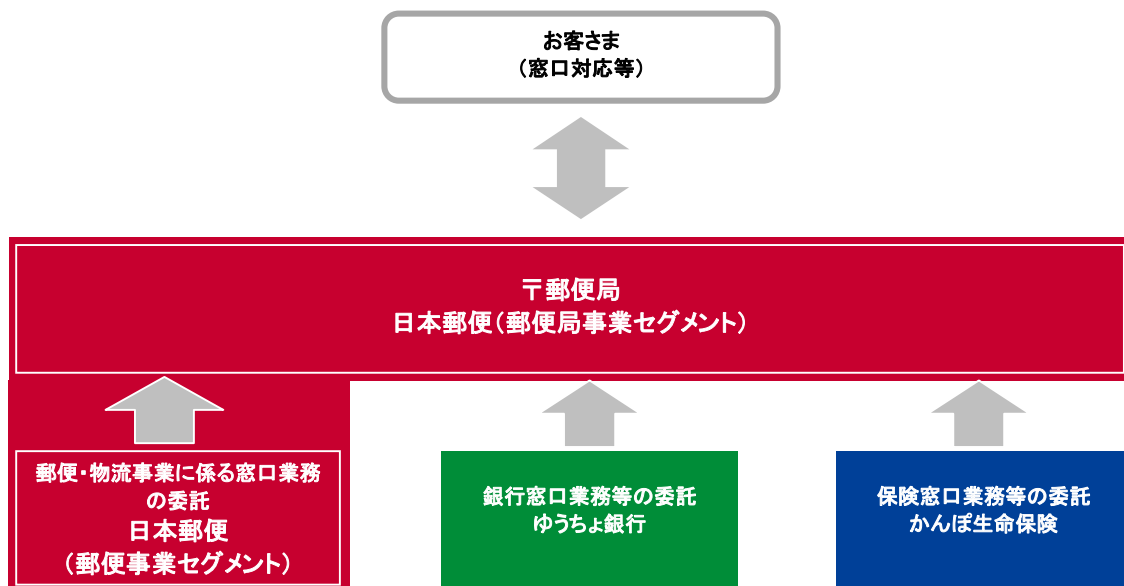 お客さま
（窓口対応等）
〒郵便局
日本郵便（郵便局事業セグメント）
郵便・物流事業に係る窓口業務
の委託
日本郵便
（郵便事業セグメント）
銀行窓口業務等の委託
ゆうちょ銀行
保険窓口業務等の委託
かんぽ生命保険